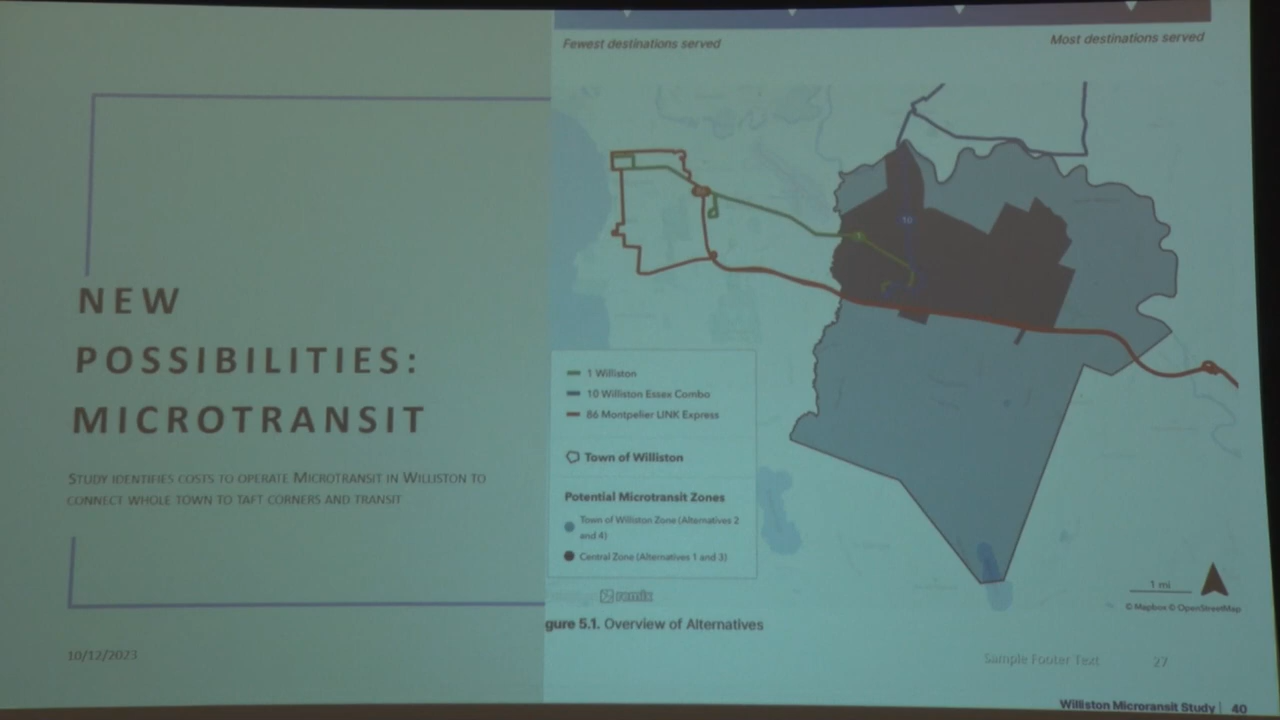 NEW
POSSIBILITIES:
MICROTRANSIT
STUDY IDENTIFIES COSTS TO OPERATE MICROTRANSIT IN WILLISTON TO
CONNECT WHOLE TOWN TO TAFT CORNERS AND TRANSIT
10/12/2023
Fewest destinations served
Most destinations served
10
1 Williston
10 Williston Essex Combo
86 Montpelier LINK Express
Town of Williston
Potential Microtransit Zones
Town of Williston Zone (Alternatives 2
and 4)
Central Zone (Alternatives 1 and 3)
remix
1 mi
© Mapbox © OpenStreetMap
gure 5.1. Overview of Alternatives
Sample Footer Text
27
Williston Microransit Study | 40